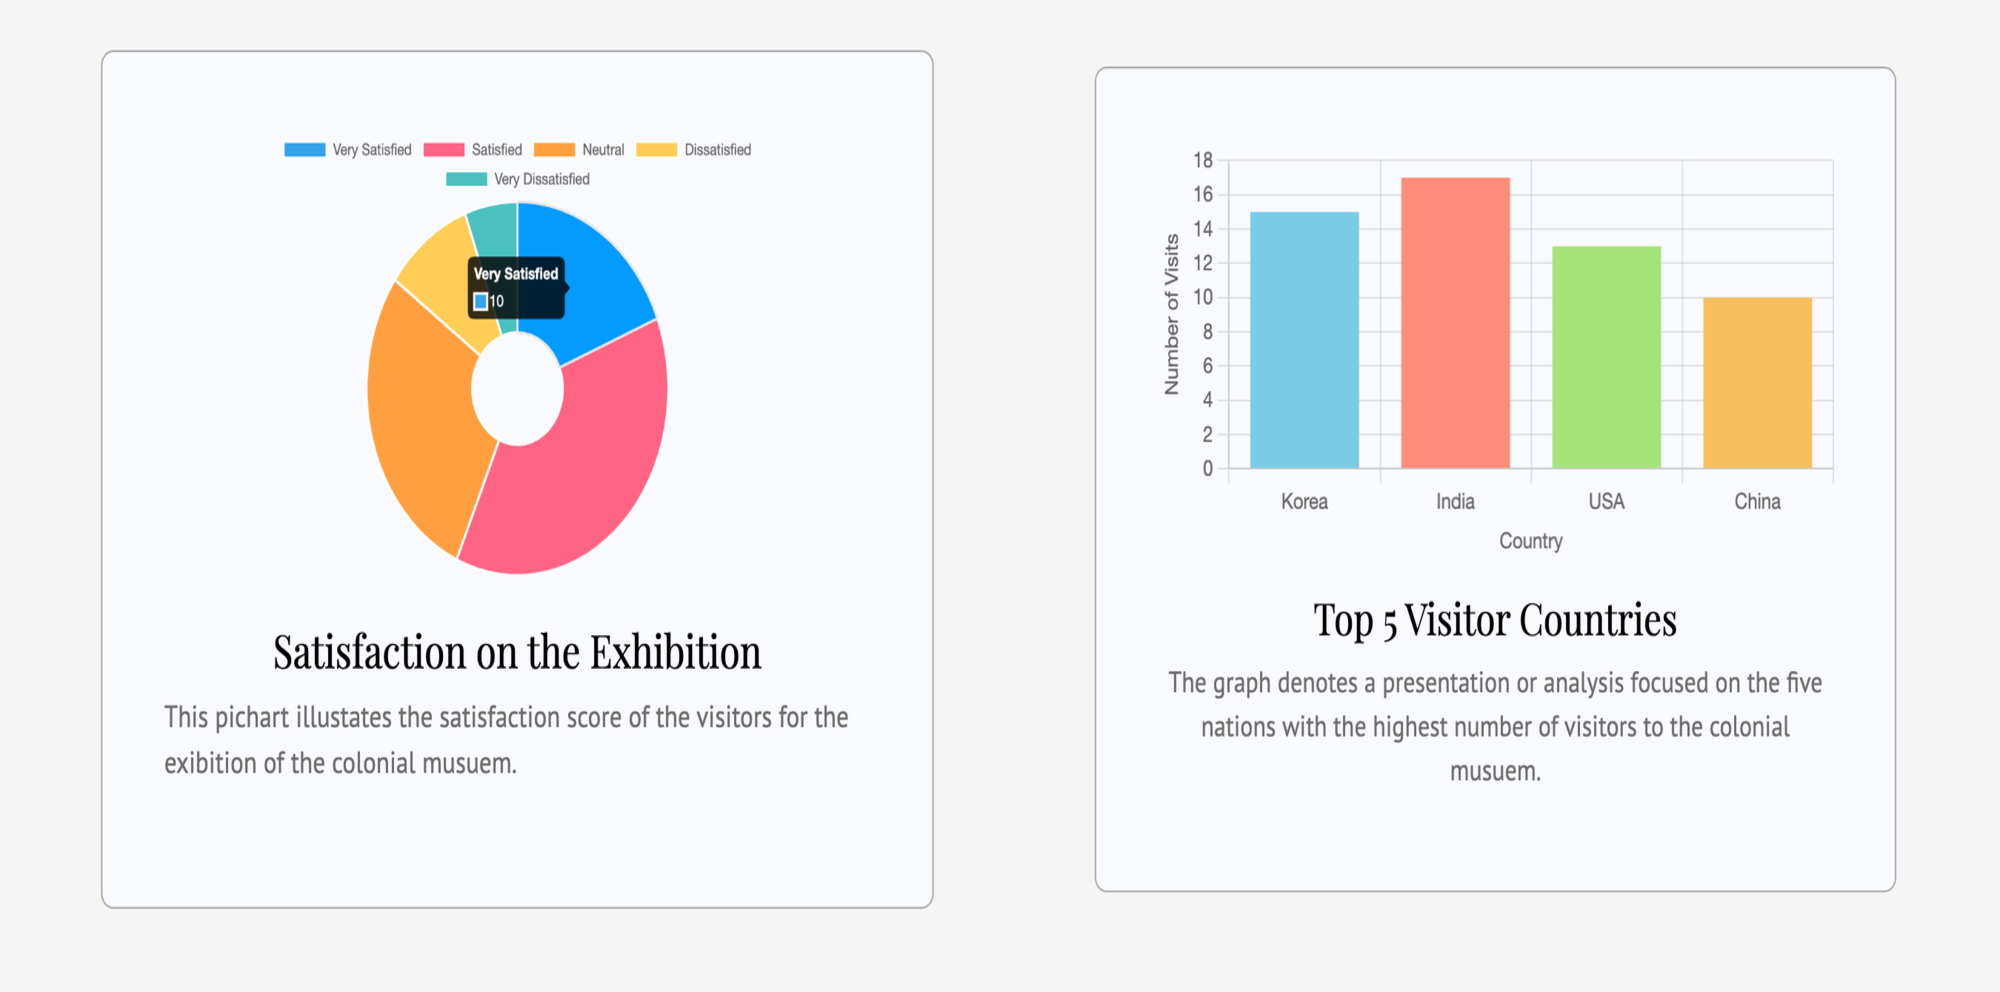 Very Satisfied Satisfied Neutral Dissatisfied
Very Dissatisfied
Very Satisfied
10
Satisfaction on the Exhibition
This pichart illustates the satisfaction score of the visitors for the
exibition of the colonial musuem.
18
16
14
12
10
8
6
4
2
0
Number of Visits
Korea India USA China
Country
Top 5 Visitor Countries
The graph denotes a presentation or analysis focused on the five
nations with the highest number of visitors to the colonial
musuem.